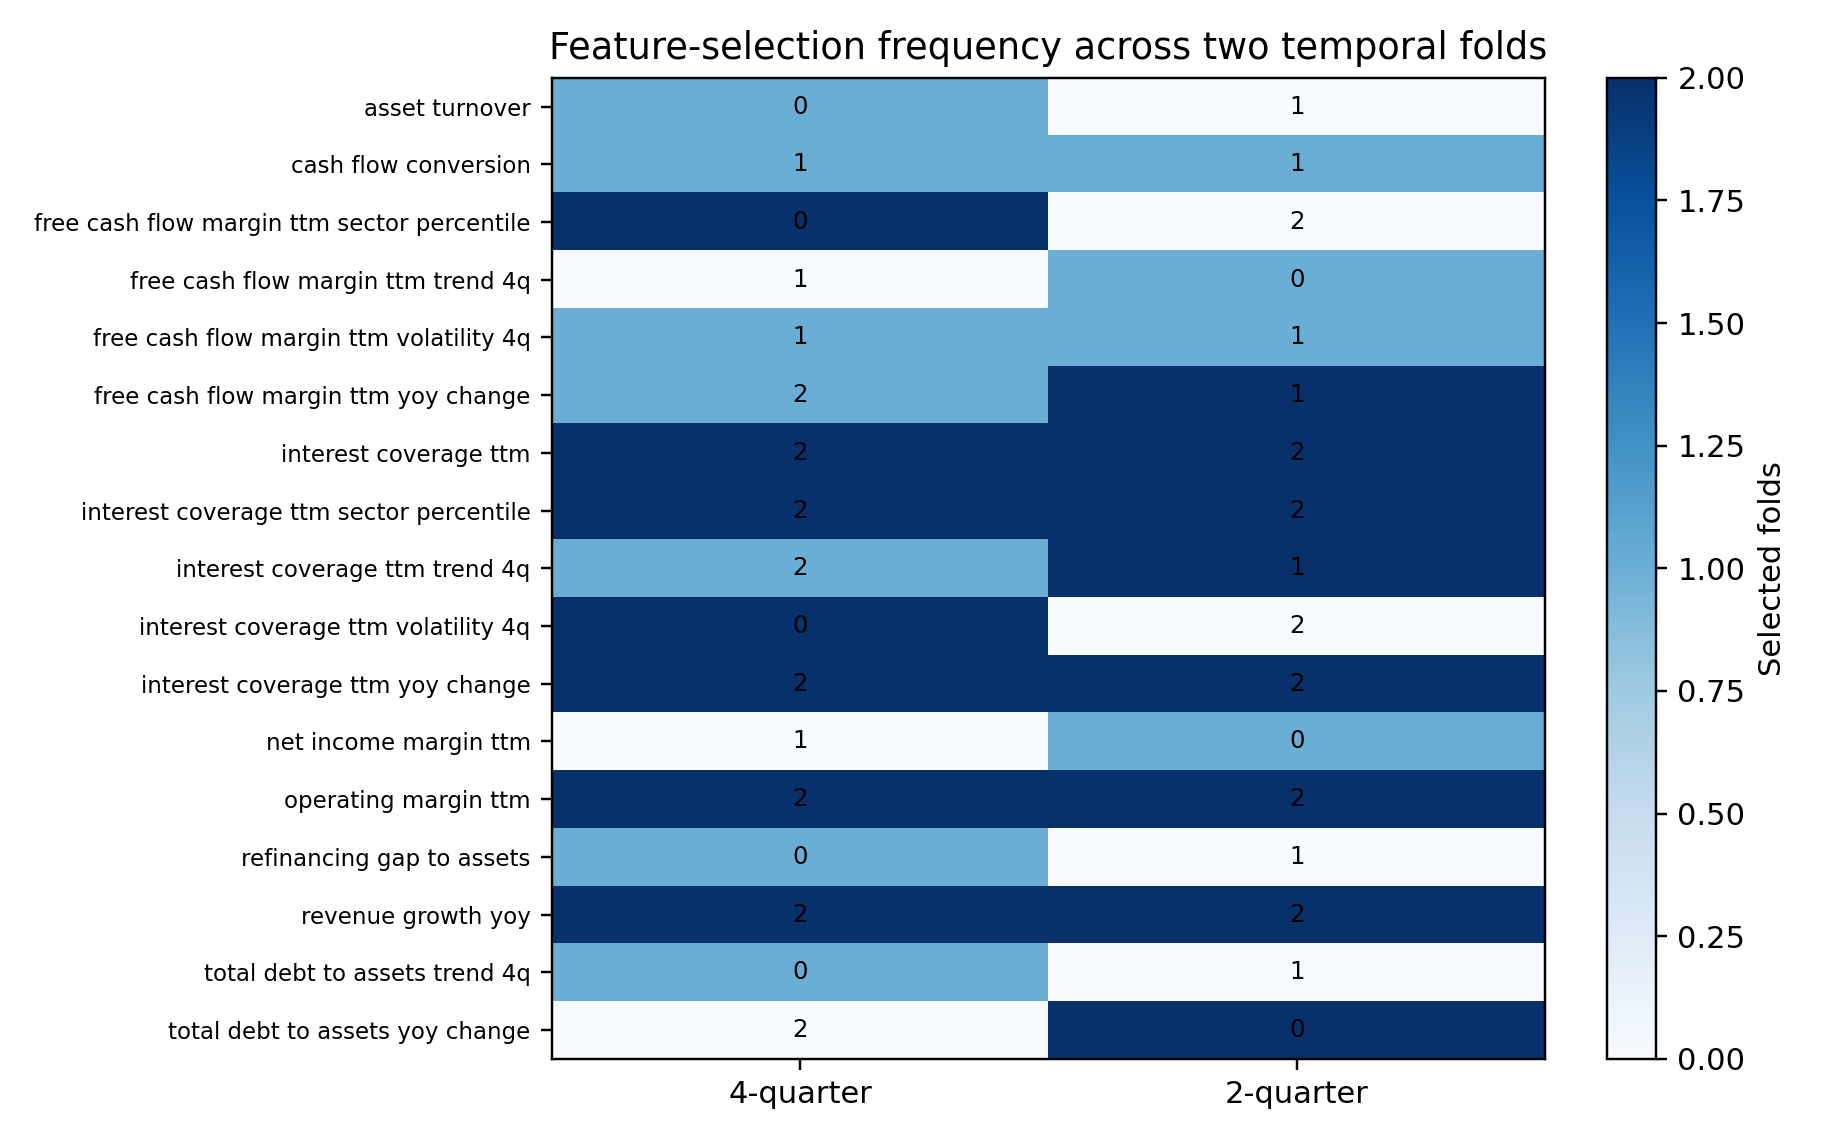 Feature-selection frequency across two temporal folds
asset turnover 0 1
cash flow conversion 1 1
free cash flow margin ttm sector percentile 0 2
free cash flow margin ttm trend 4q 1 0
free cash flow margin ttm volatility 4q 1 1
free cash flow margin ttm yoy change 2 1
interest coverage ttm 2 2
interest coverage ttm sector percentile 2 2
interest coverage ttm trend 4q 2 1
interest coverage ttm volatility 4q 0 2
interest coverage ttm yoy change 2 2
net income margin ttm 1 0
operating margin ttm 2 2
refinancing gap to assets 0 1
revenue growth yoy 2 2
total debt to assets trend 4q 0 1
total debt to assets yoy change 2 0
4-quarter 2-quarter
2.00
1.75
1.50
1.25
1.00
0.75
0.50
0.25
0.00
Selected folds